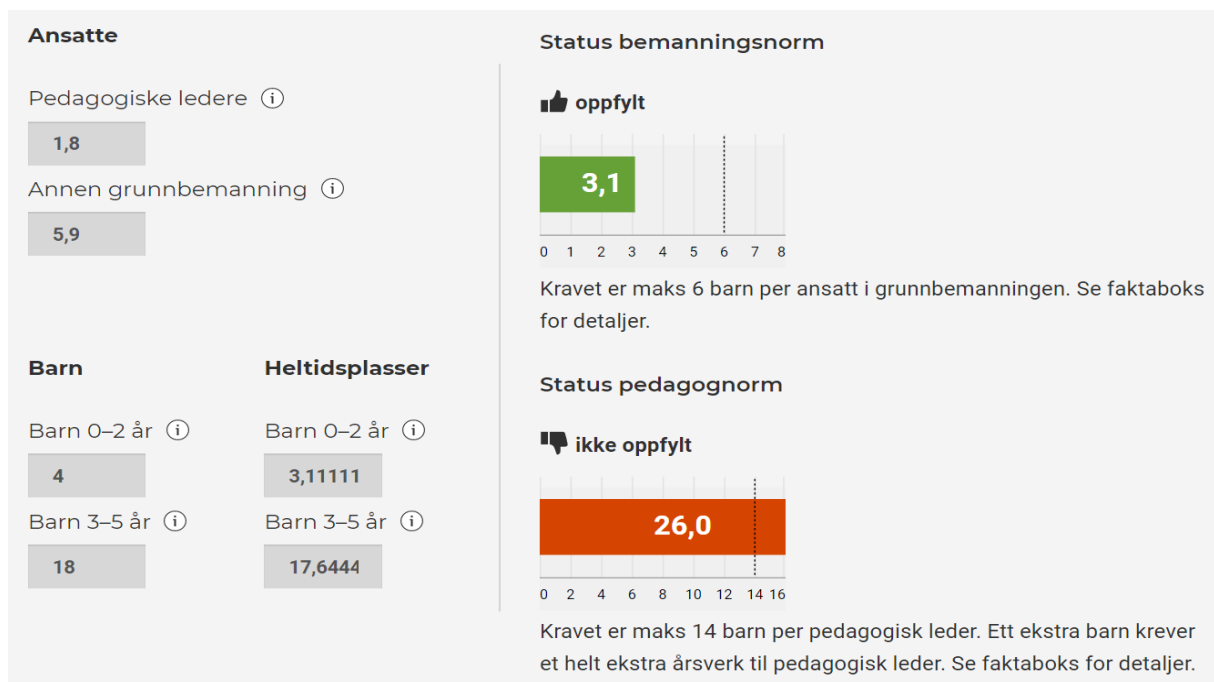 Ansatte
Pedagogiske ledere
1,8
Annen grunnbemanning
5,9
Barn
Heltidsplasser
Barn 0–2 år
Barn 0–2 år
4
3,11111
Barn 3–5 år
Barn 3–5 år
18
17,6444
Status bemanningsnorm
oppfylt
3,1
0 1 2 3 4 5 6 7 8
Kravet er maks 6 barn per ansatt i grunnbemanningen. Se faktaboks
for detaljer.
Status pedagognorm
ikke oppfylt
26,0
0 2 4 6 8 10 12 14 16
Kravet er maks 14 barn per pedagogisk leder. Ett ekstra barn krever
et helt ekstra årsverk til pedagogisk leder. Se faktaboks for detaljer.